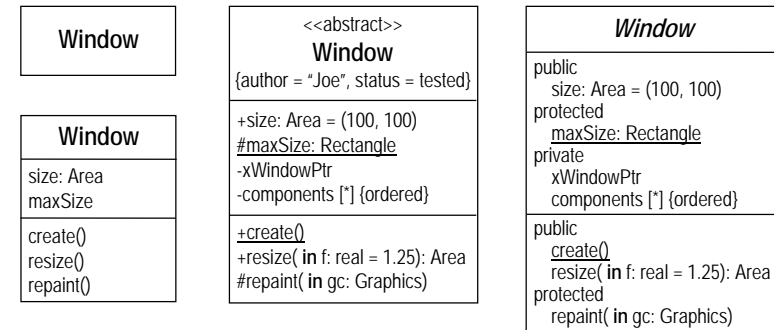 Window
Window
size: Area
maxSize
create()
resize()
repaint()
<<abstract>>
Window
{author = “Joe”, status = tested}
+size: Area = (100, 100)
#maxSize: Rectangle
-xWindowPtr
-components [*] {ordered}
+create()
+resize( in f: real = 1.25): Area
#repaint( in gc: Graphics)
Window
public
size: Area = (100, 100)
protected
maxSize: Rectangle
private
xWindowPtr
components [*] {ordered}
public
create()
resize( in f: real = 1.25): Area
protected
repaint( in gc: Graphics)